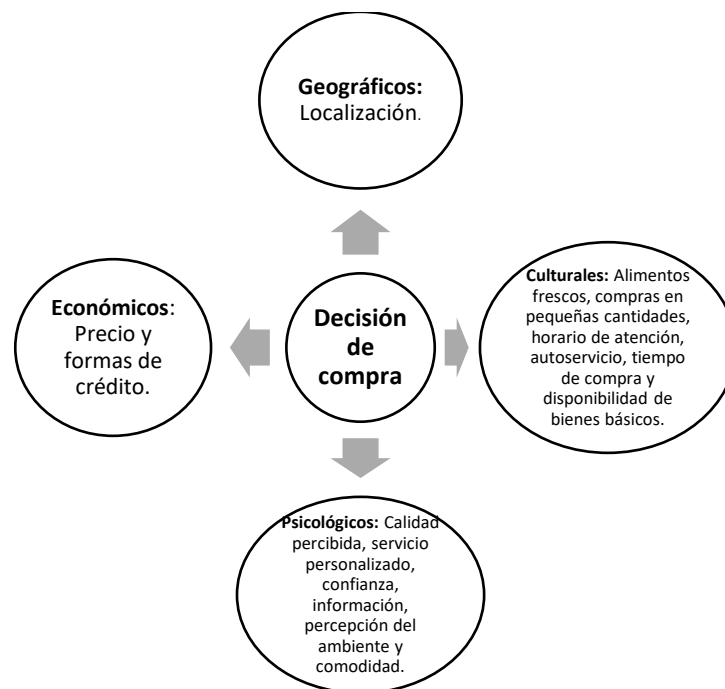 Geográficos:
Localización.
Económicos:
Precio y
formas de
crédito.
Decisión
de
compra
Culturales: Alimentos
frescos, compras en
pequeñas cantidades,
horario de atención,
autoservicio, tiempo
de compra y
disponibilidad de
bienes básicos.
Psicológicos: Calidad
percibida, servicio
personalizado,
confianza,
información,
percepción del
ambiente y
comodidad.